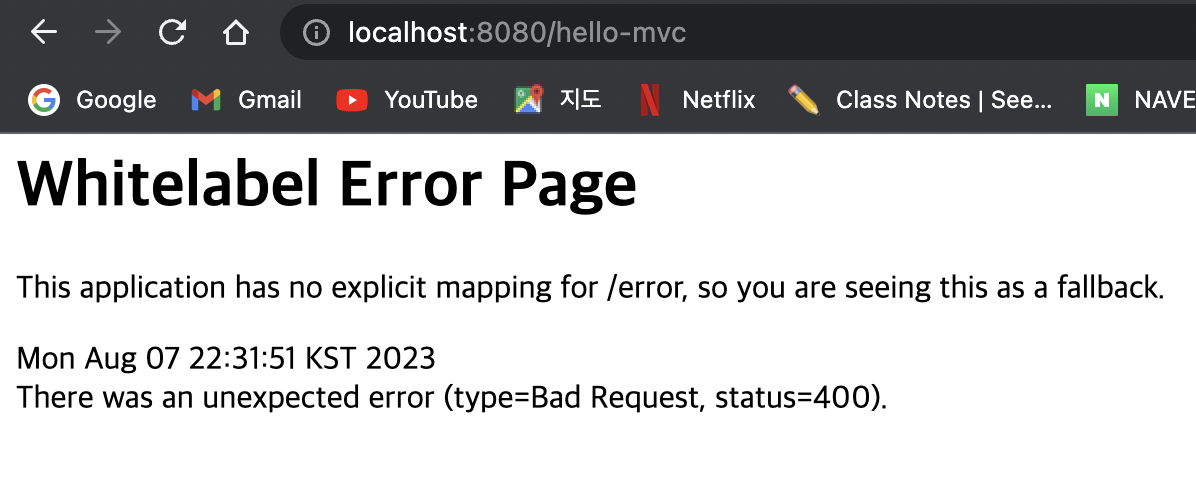 localhost:8080/hello-mvc
Google Gmail YouTube 지도 Netflix Class Notes | See... N NAVE
Whitelabel Error Page
This application has no explicit mapping for /error, so you are seeing this as a fallback.
Mon Aug 07 22:31:51 KST 2023
There was an unexpected error (type=Bad Request, status=400).